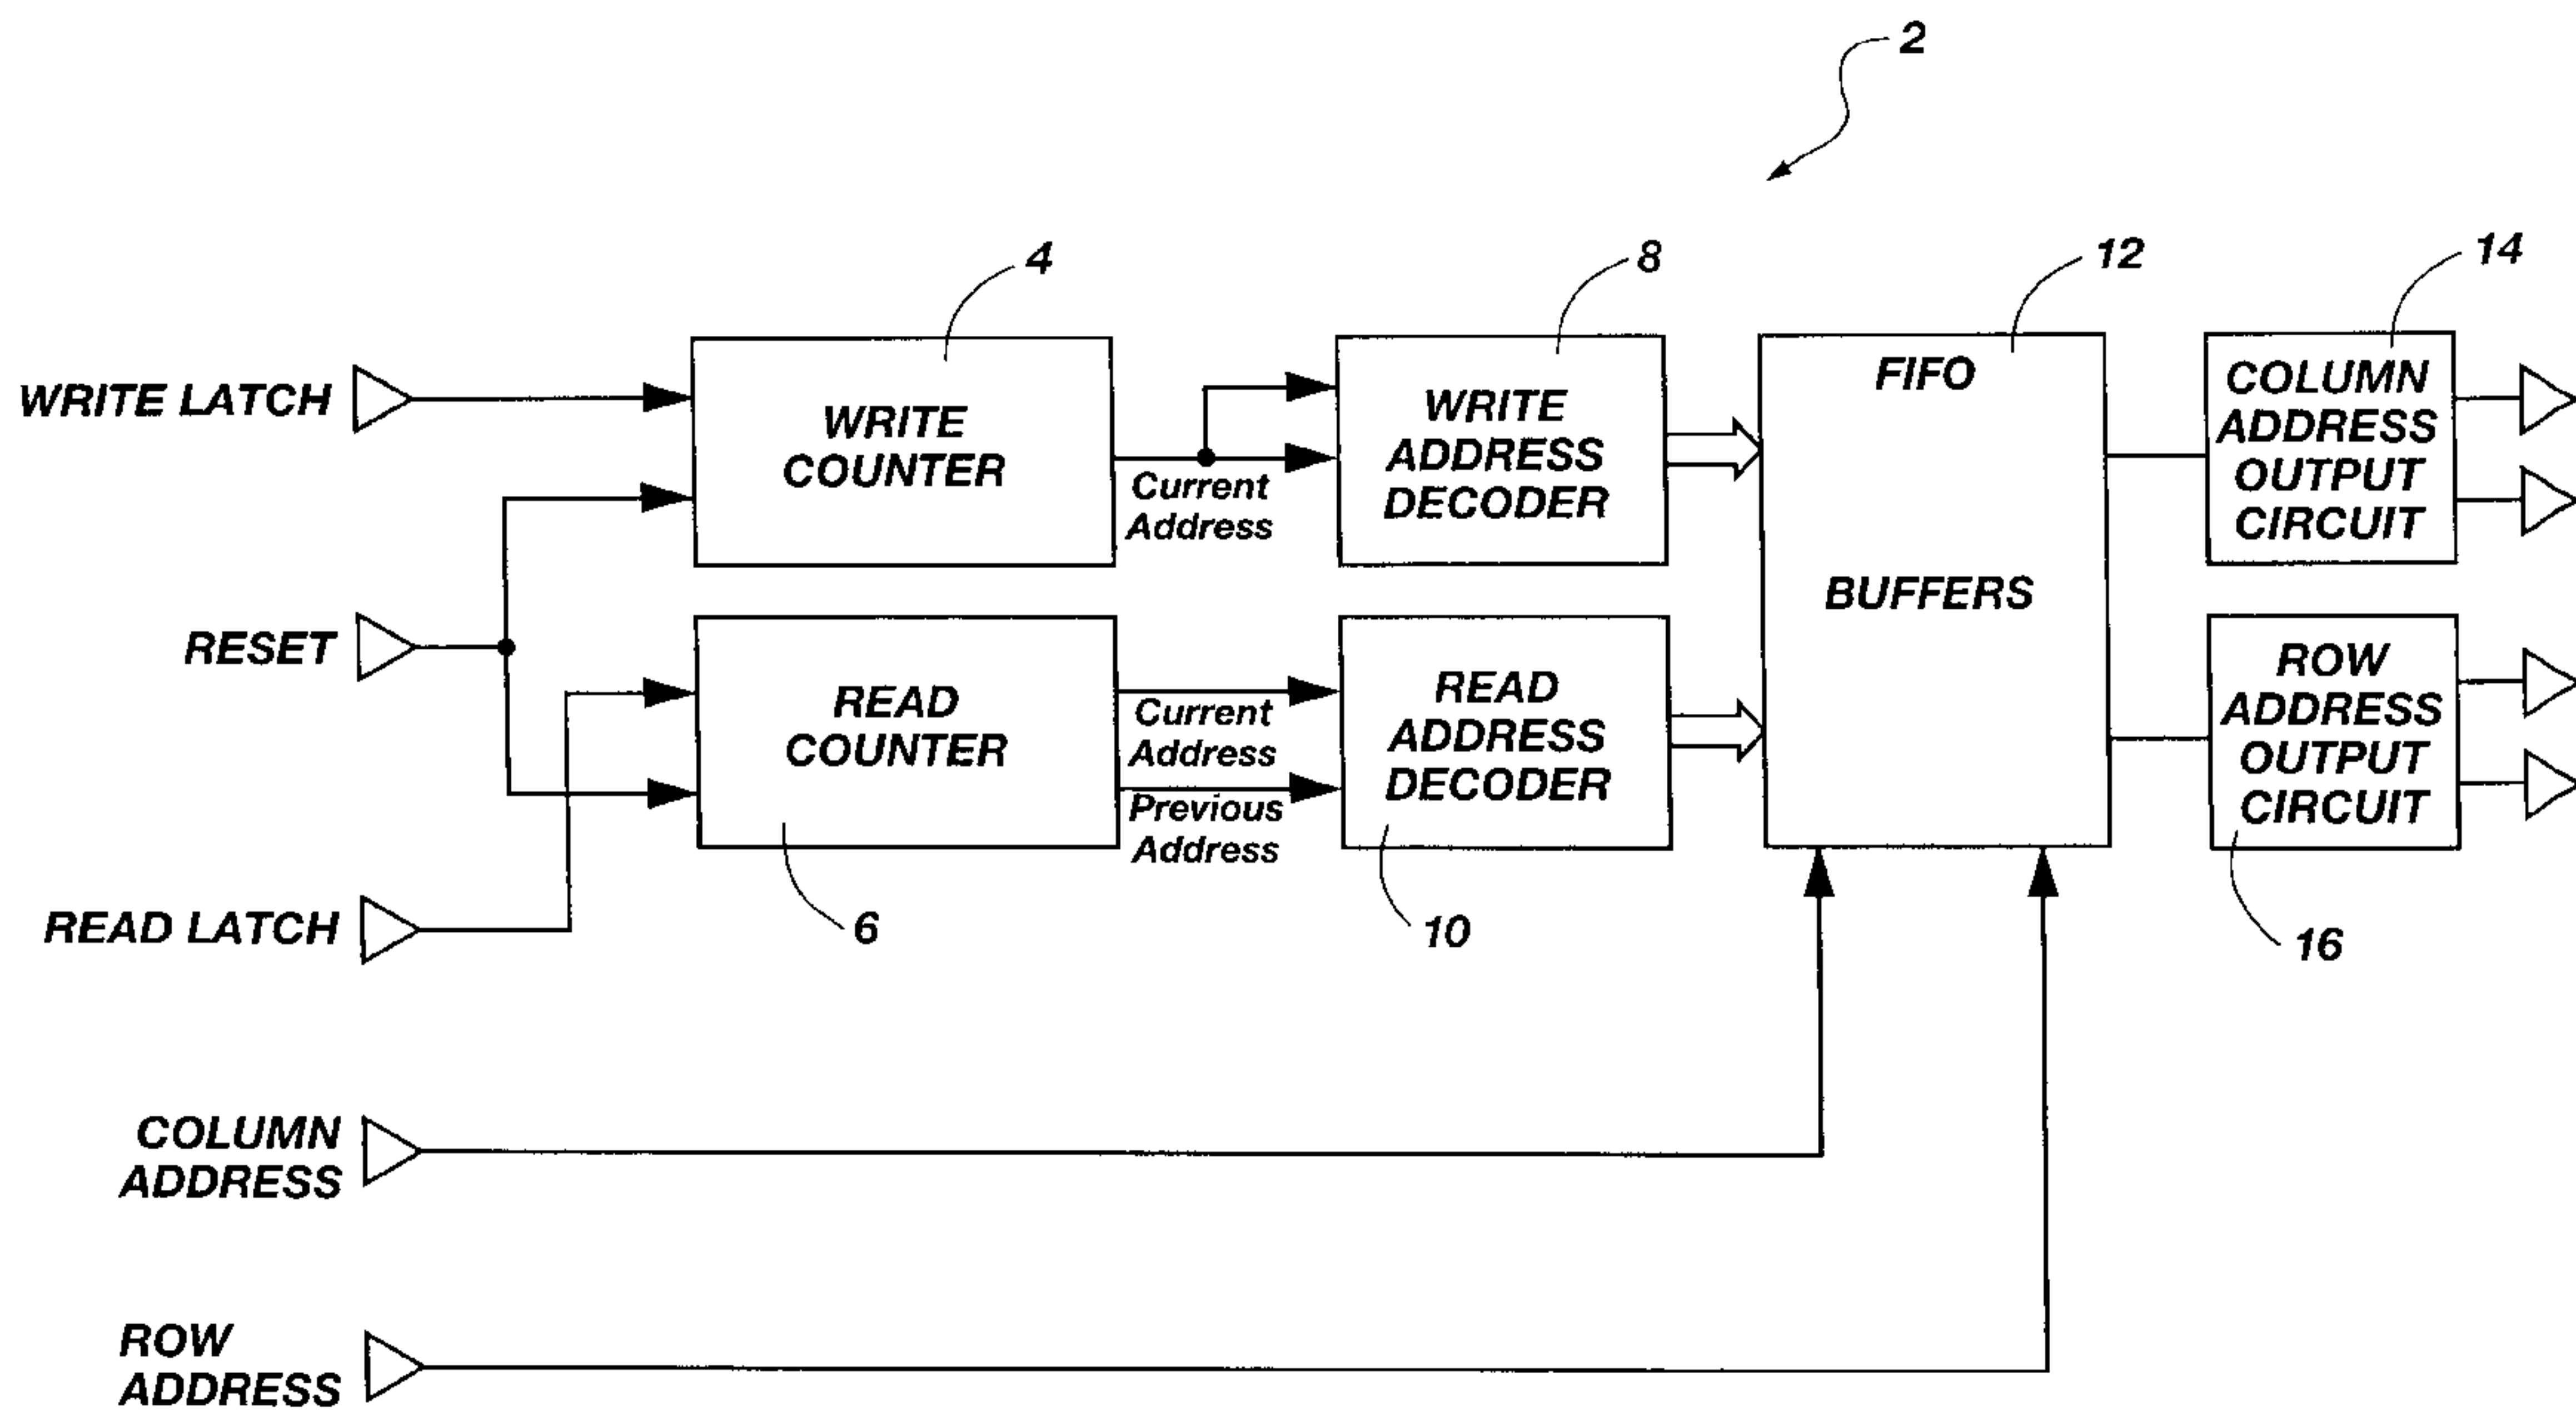 2
4
8
12
14
WRITE LATCH
WRITE
COUNTER
Current
Address
WRITE
ADDRESS
DECODER
FIFO
BUFFERS
COLUMN
ADDRESS
OUTPUT
CIRCUIT
RESET
READ
COUNTER
Current
Address
Previous
Address
READ
ADDRESS
DECODER
ROW
ADDRESS
OUTPUT
CIRCUIT
READ LATCH
6
10
16
COLUMN
ADDRESS
ROW
ADDRESS